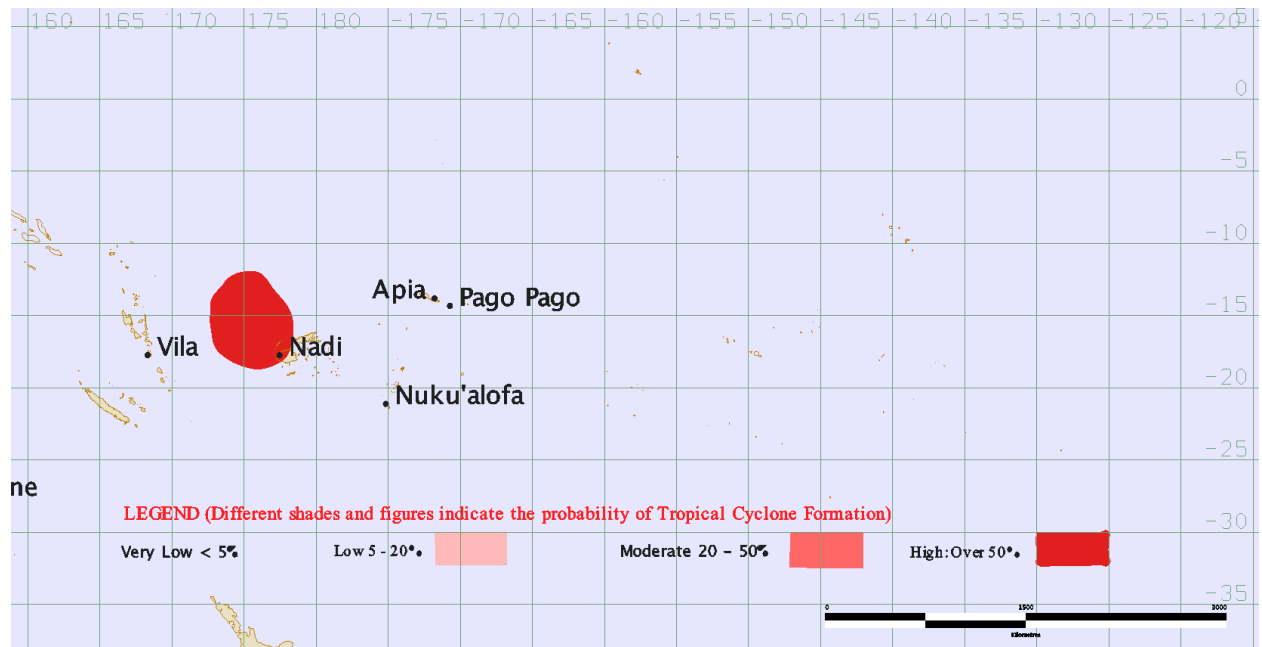 160 165 170 175 180 -175 -170 -165 -160 -155 -150 -145 -140 -135 -130 -125 -120 5
0
-5
-10
Apia
Pago Pago
-15
Vila
Nadi
-20
Nuku'alofa
-25
ne
LEGEND (Different shades and figures indicate the probability of Tropical Cyclone Formation)
-30
Very Low < 5% Low 5 - 20% Moderate 20 - 50% High: Over 50%
-35
0 1500 3000
Kilometres